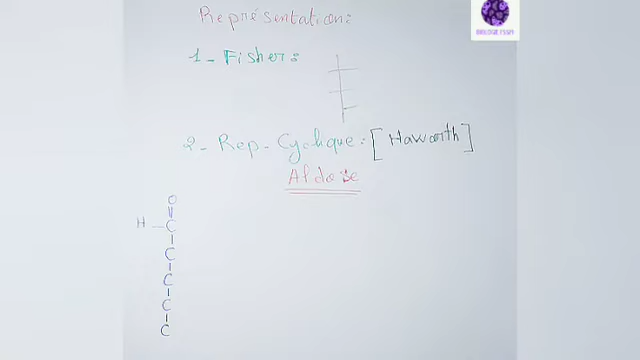 Représentation:
1- Fisher:
2- Rep- Cyclique: [Haworth]
Aldose
O
H C
C
C
C
C